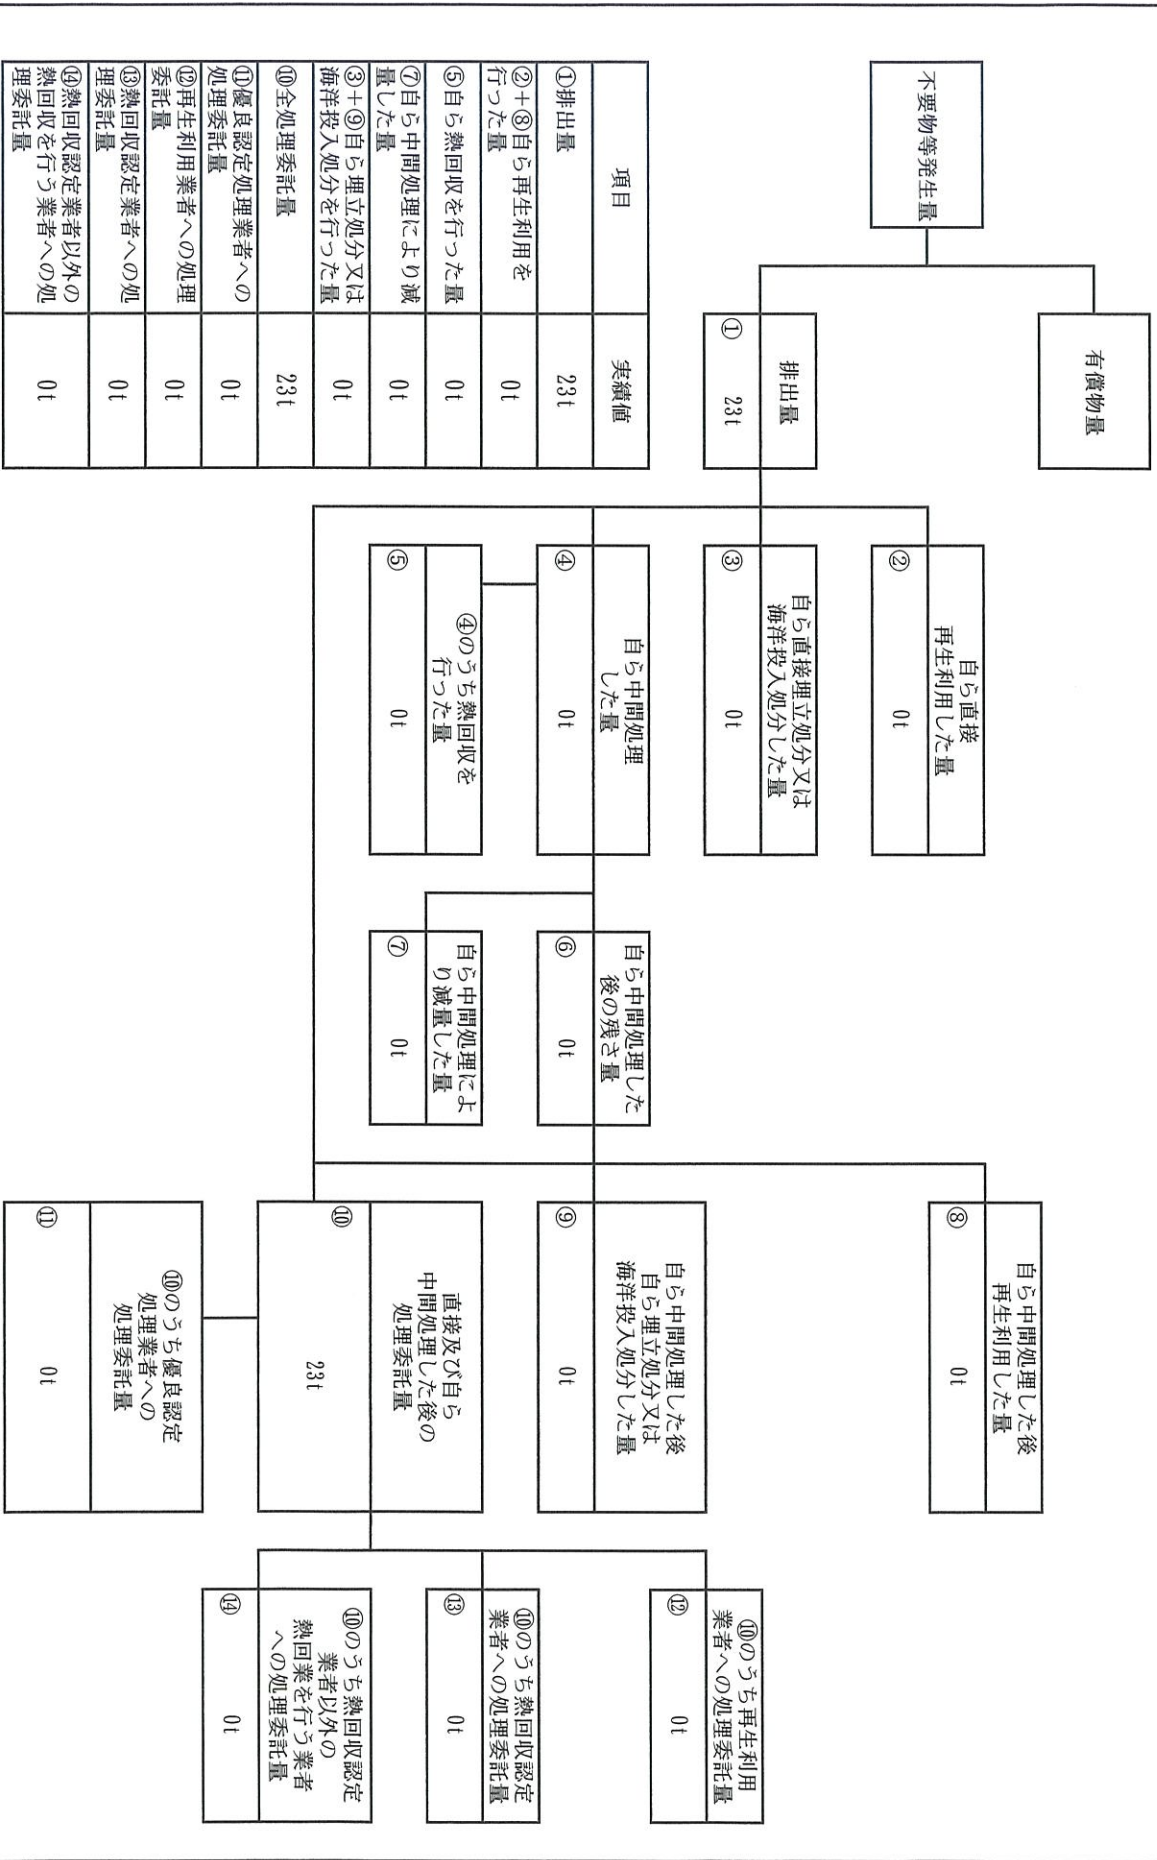 不要物等発生量
有償物量
排出量
① 23t
自ら直接
再生利用した量
② 0t
自ら直接埋立処分又は
海洋投入処分した量
③ 0t
自ら中間処理
した量
④ 0t
④のうち熱回収を
行った量
⑤ 0t
自ら中間処理した
後の残さ量
⑥ 0t
自ら中間処理によ
り減量した量
⑦ 0t
自ら中間処理した後
再生利用した量
⑧ 0t
自ら中間処理した後
自ら埋立処分又は
海洋投入処分した量
⑨ 0t
直接及び自ら
中間処理した後の
処理委託量
⑩ 23t
⑩のうち優良認定
処理業者への
処理委託量
⑪ 0t
⑩のうち再生利用
業者への処理委託量
⑫ 0t
⑩のうち熱回収認定
業者への処理委託量
⑬ 0t
⑩のうち熱回収認定
業者以外の
熱回業を行う業者
への処理委託量
⑭ 0t
項目 実績値
①排出量 23t
②+⑧自ら再生利用を
行った量 0t
⑤自ら熱回収を行った量 0t
⑦自ら中間処理により減
量した量 0t
③+⑨自ら埋立処分又は
海洋投入処分を行った量 0t
⑩全処理委託量 23t
⑪優良認定処理業者への
処理委託量 0t
⑫再生利用業者への処理
委託量 0t
⑬熱回収認定業者への処
理委託量 0t
⑭熱回収認定業者以外の
熱回収を行う業者への処
理委託量 0t